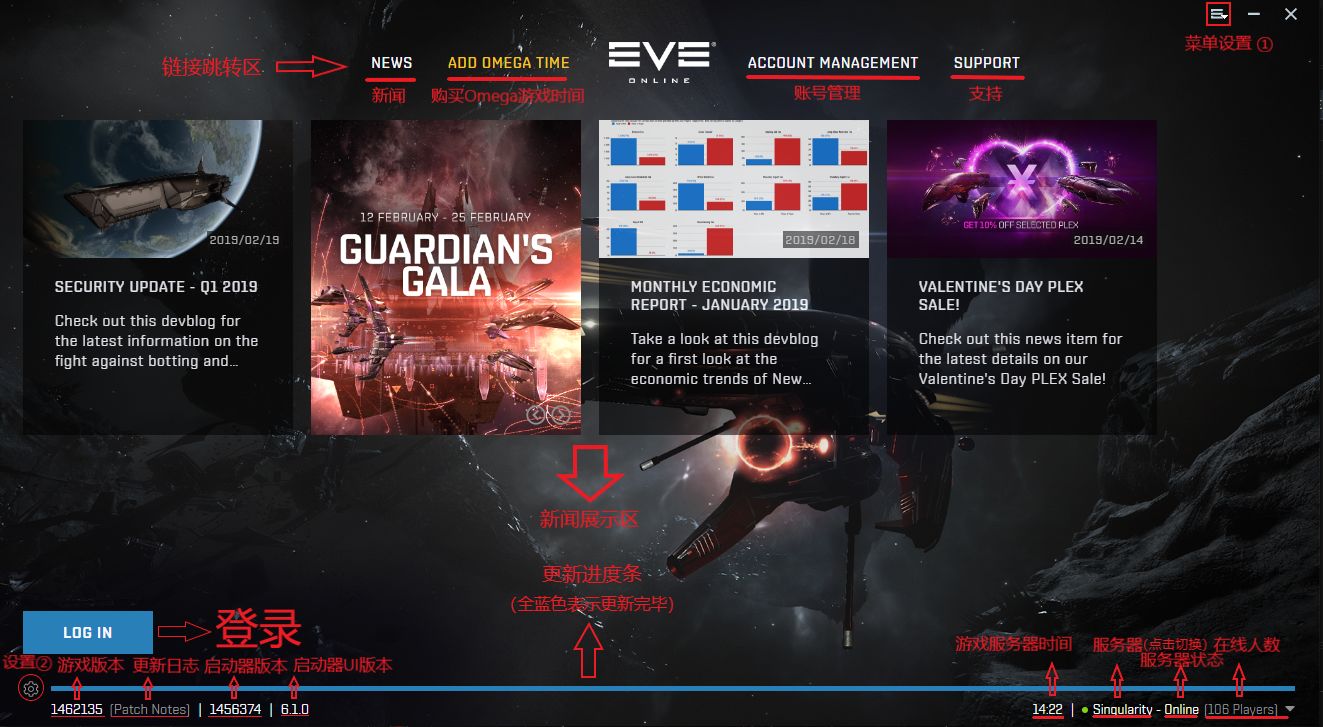 菜单设置 ①
链接跳转区
NEWS
ADD OMEGA TIME
EVE
ONLINE
ACCOUNT MANAGEMENT
SUPPORT
新闻
购买Omega游戏时间
账号管理
支持
2019/02/19
SECURITY UPDATE - Q1 2019
Check out this devblog for
the latest information on the
fight against botting and...
12 FEBRUARY - 25 FEBRUARY
GUARDIAN'S
GALA
2019/02/18
MONTHLY ECONOMIC
REPORT - JANUARY 2019
Take a look at this devblog
for a first look at the
economic trends of New...
GET 10% OFF SELECTED PLEX
2019/02/14
VALENTINE'S DAY PLEX
SALE!
Check out this news item for
the latest details on our
Valentine's Day PLEX Sale!
新闻展示区
更新进度条
(全蓝色表示更新完毕)
LOG IN
登录
设置② 游戏版本 更新日志 启动器版本 启动器UI版本
游戏服务器时间 服务器(点击切换) 在线人数
服务器状态
1462135 [Patch Notes] | 1456374 | 6.1.0
14:22 | Singularity - Online [106 Players]